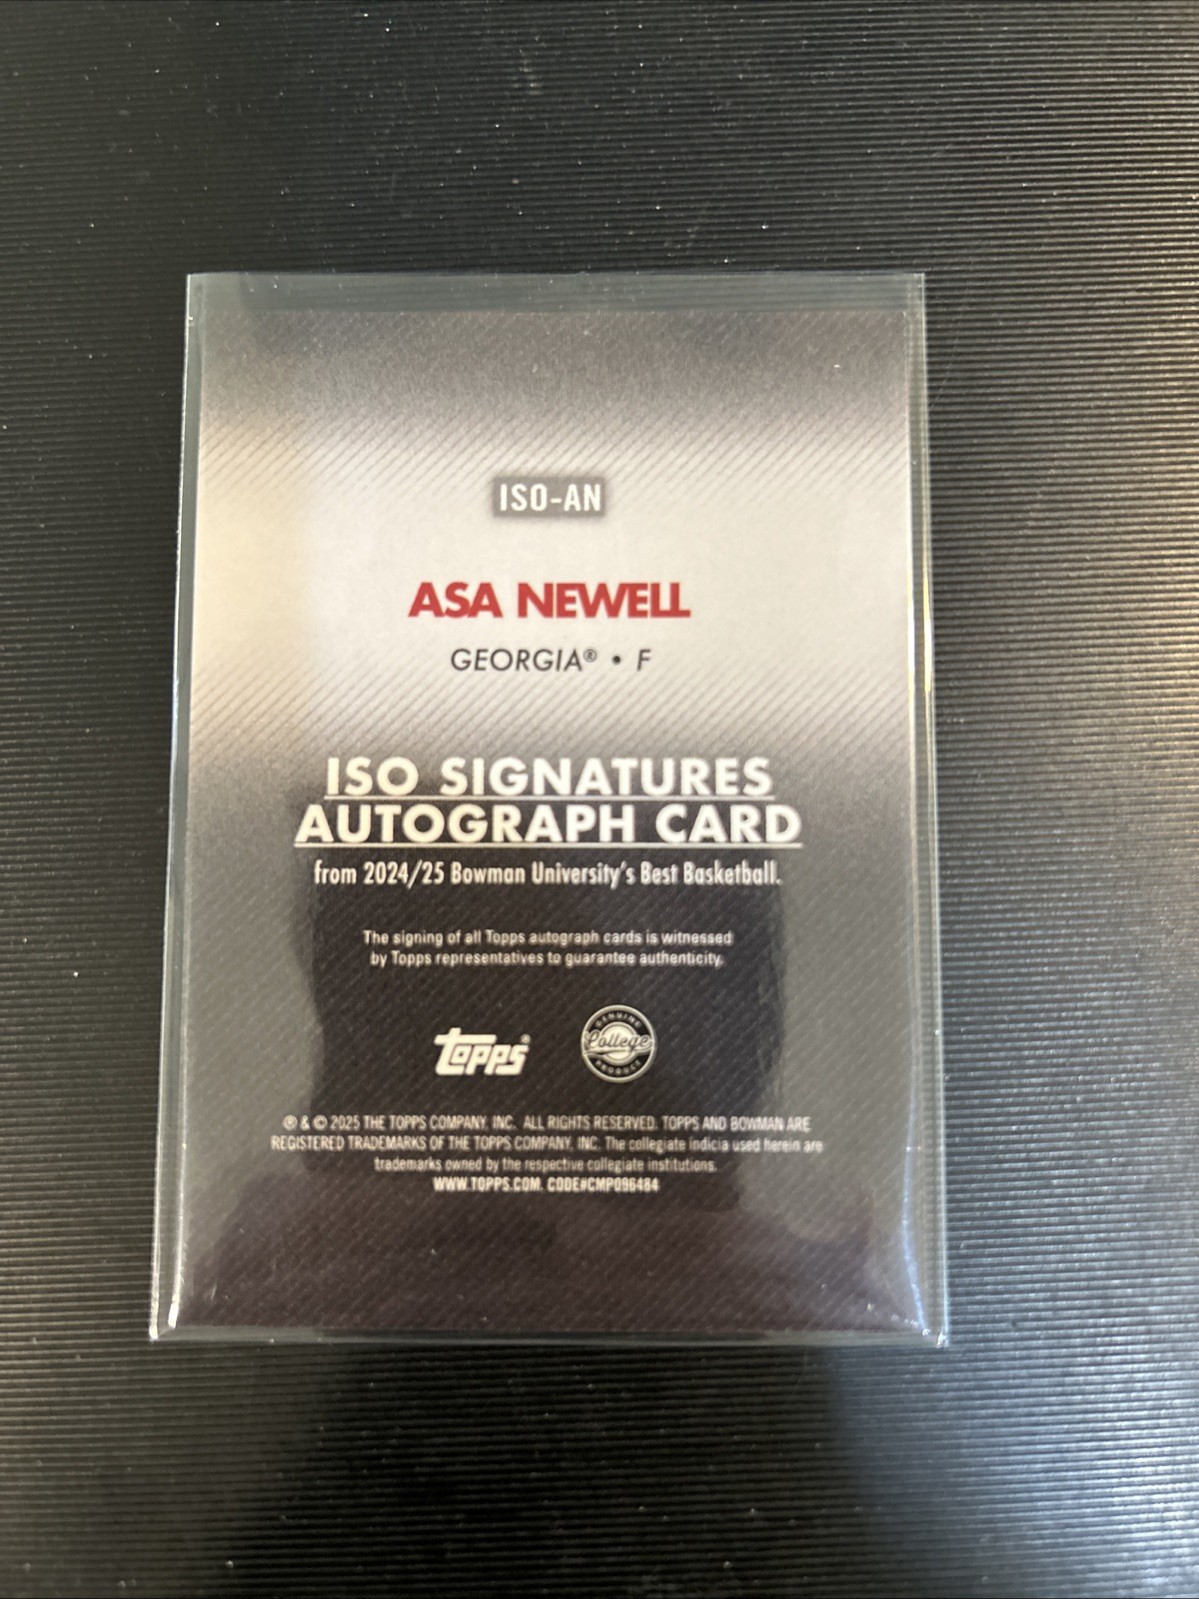 ISO-AN
ASA NEWELL
GEORGIA® • F
ISO SIGNATURES
AUTOGRAPH CARD
from 2024/25 Bowman University's Best Basketball.
The signing of all Topps autograph cards is witnessed
by Topps representatives to guarantee authenticity.
topps®
GENUINE
College
PRODUCT
® & © 2025 THE TOPPS COMPANY, INC. ALL RIGHTS RESERVED. TOPPS AND BOWMAN ARE
REGISTERED TRADEMARKS OF THE TOPPS COMPANY, INC. The collegiate indicia used herein are
trademarks owned by the respective collegiate institutions.
WWW.TOPPS.COM. CODE#CMP096484